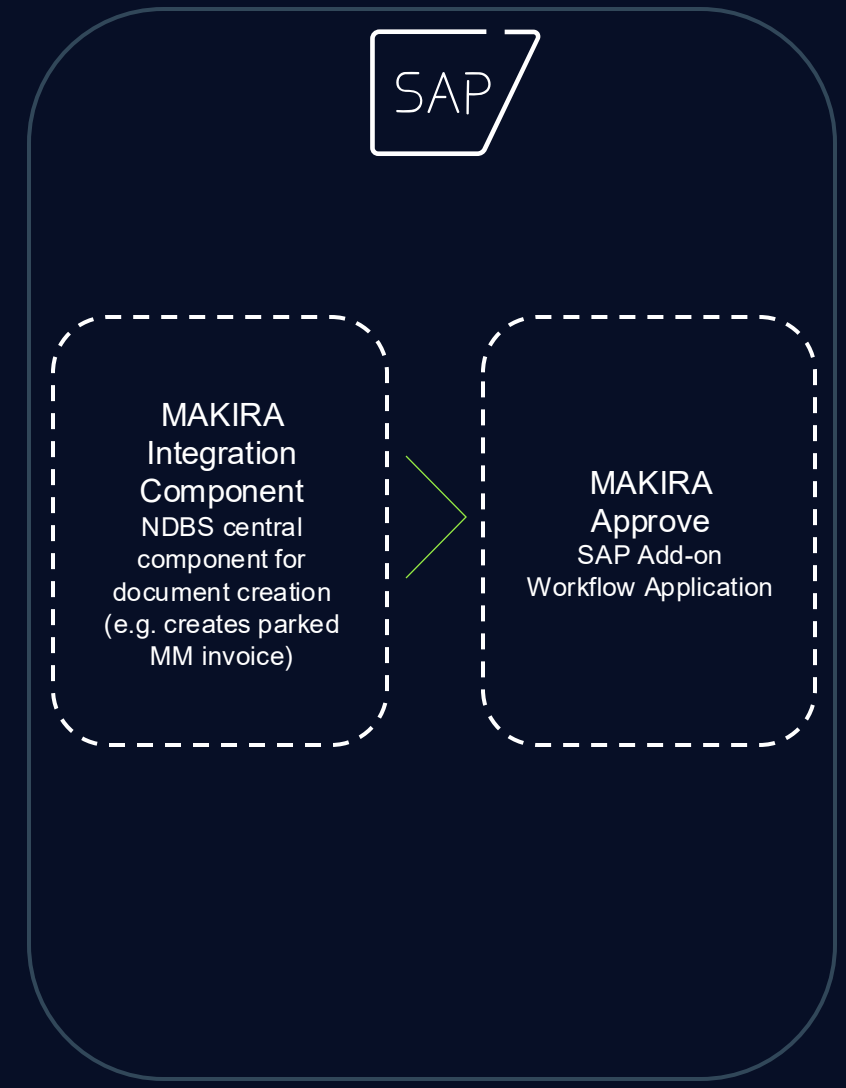 SAP
MAKIRA
Integration
Component
NDBS central
component for
document creation
(e.g. creates parked
MM invoice)
MAKIRA
Approve
SAP Add-on
Workflow Application